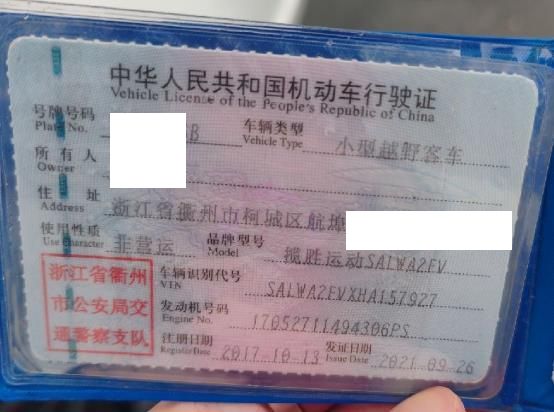 中华人民共和国机动车行驶证
Vehicle License of the People's Republic of China
号牌号码 B 车辆类型 小型越野客车
Plate No. Vehicle Type
所有人
Owner
住址 浙江省衢州市柯城区航埠
Address
使用性质 非营运 品牌型号 揽胜运动SALWA2FV
Use Character Model
浙江省衢州 车辆识别代号 SALWA2FVXHA157927
VIN
市公安局交 发动机号码 17052711494306PS
Engine No.
通警察支队 注册日期 2017-10-13 发证日期 2021-09-26
Register Date Issue Date